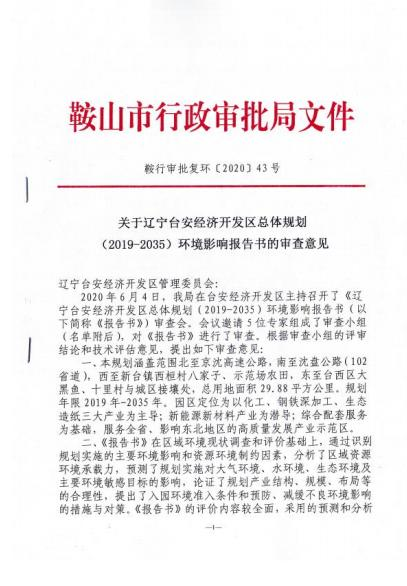 鞍山市行政审批局文件
鞍行审批复环〔2020〕43号
关于辽宁台安经济开发区总体规划
（2019-2035）环境影响报告书的审查意见
辽宁台安经济开发区管理委员会：
2020年6月4日，我局在台安经济开发区主持召开了《辽
宁台安经济开发区总体规划（2019-2035）环境影响报告书（以
下简称《报告书》）审查会。会议邀请5位专家组成了审查小组
（名单附后），对《报告书》进行了审查。根据审查小组的评审
结论和技术评估意见，提出如下审查意见：
一、本规划涵盖范围北至京沈高速公路，南至沈盘公路（102
省道），西至新台镇西桓村八家子、示范场农田，东至台西区大
黑鱼、十里村与城区接壤处，总用地面积29.88平方公里。规划
年限2019年-2035年。园区定位为以化工、钢铁深加工、生态
造纸三大产业为主导；新能源新材料产业为潜导；综合配套服务
为基础，服务全省、影响东北地区的高质量发展产业示范区。
二、《报告书》在区域环境现状调查和评价基础上，通过识别
规划实施的主要环境影响和资源环境制约因素，分析了区域资源
环境承载力，预测了规划实施对大气环境、水环境、生态环境及
主要环境敏感目标的影响，论证了规划产业结构、规模、布局等
的合理性，提出了入园环境准入条件和预防、减缓不良环境影响
的措施与对策。《报告书》的评价内容较全面，采用的预测和分析
—1—